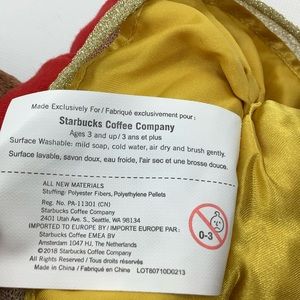 Made Exclusively For / Fabriqué exclusivement pour:
Starbucks Coffee Company
Ages 3 and up / 3 ans et plus
Surface Washable: mild soap, cold water, air dry and brush gently.
Surface lavable, savon doux, eau froide, l'air sec et une brosse douce.
ALL NEW MATERIALS
Stuffing: Polyester Fibers, Polyethylene Pellets
Reg. No. PA-11301 (CN)
Starbucks Coffee Company
2401 Utah Ave. S., Seattle, WA 98134
IMPORTED TO EUROPE BY / IMPORTÉ EUROPE PAR:
Starbucks Coffee EMEA BV
Amsterdam 1047 HJ, The Netherlands
©2018 Starbucks Coffee Company
All Rights Reserved / Tous droits réservés
Made in China / Fabriqué en Chine LOT80710D0213
0-3